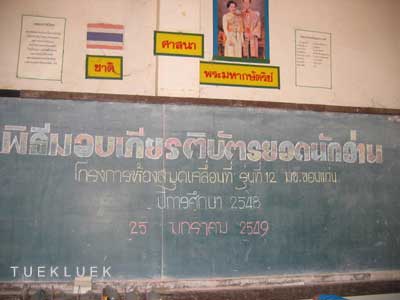 ชาติ
ศาสนา
พระมหากษัตริย์
พิธีมอบเกียรติบัตรยอดนักอ่าน
โครงการห้องสมุดเคลื่อนที่ รุ่นที่ 12 มข.ขอนแก่น
ปีการศึกษา 2548
25 มกราคม 2549
TUEKLUEK